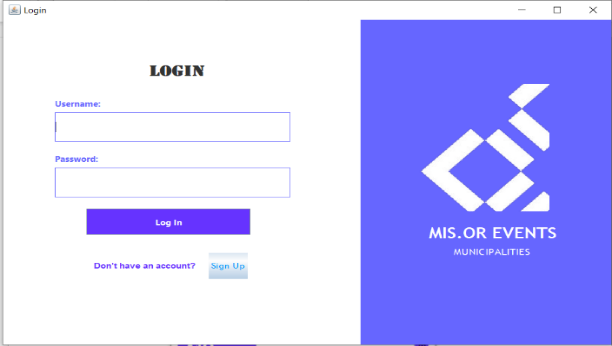 Login
LOGIN
Username:
Password:
Log In
Don't have an account? Sign Up
MIS.OR EVENTS
MUNICIPALITIES